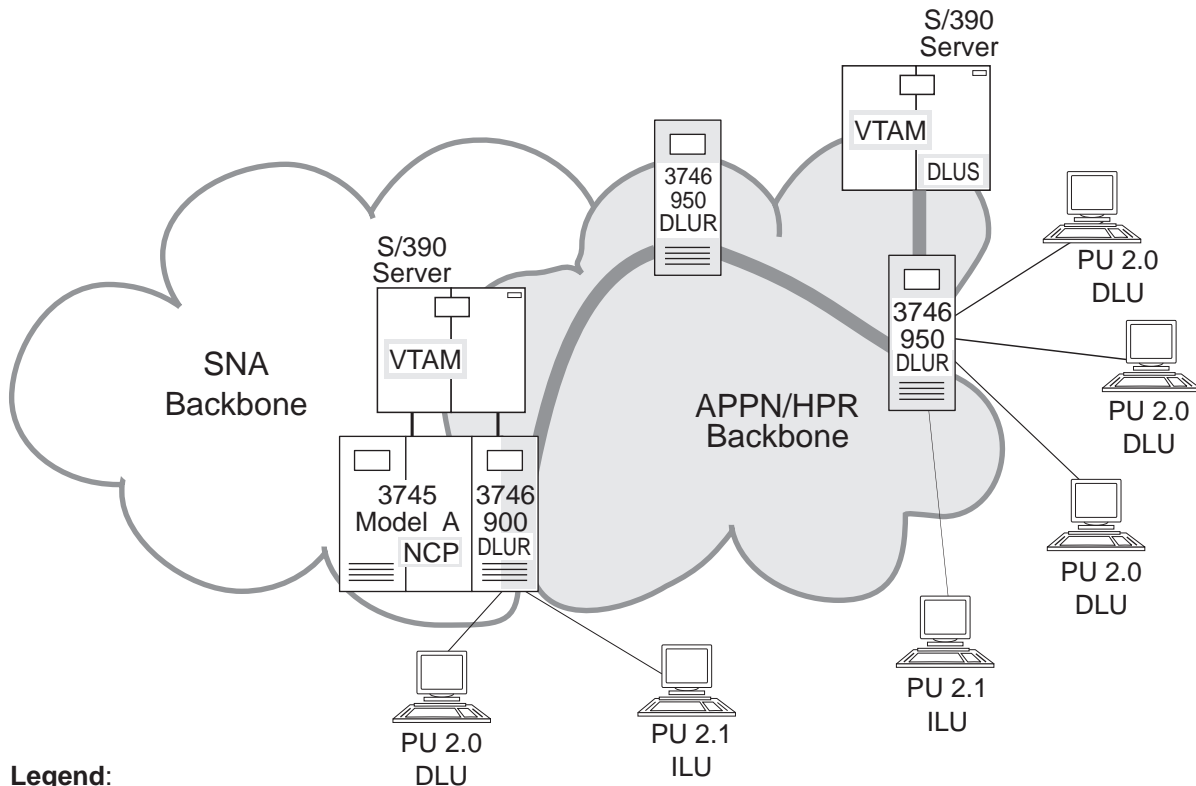 S/390
Server
VTAM
DLUS
3746
950
DLUR
S/390
Server
VTAM
3746
950
DLUR
PU 2.0
DLU
PU 2.0
DLU
PU 2.0
DLU
SNA
Backbone
APPN/HPR
Backbone
3745
Model A
NCP
3746
900
DLUR
PU 2.1
ILU
PU 2.0
DLU
PU 2.1
ILU
Legend: